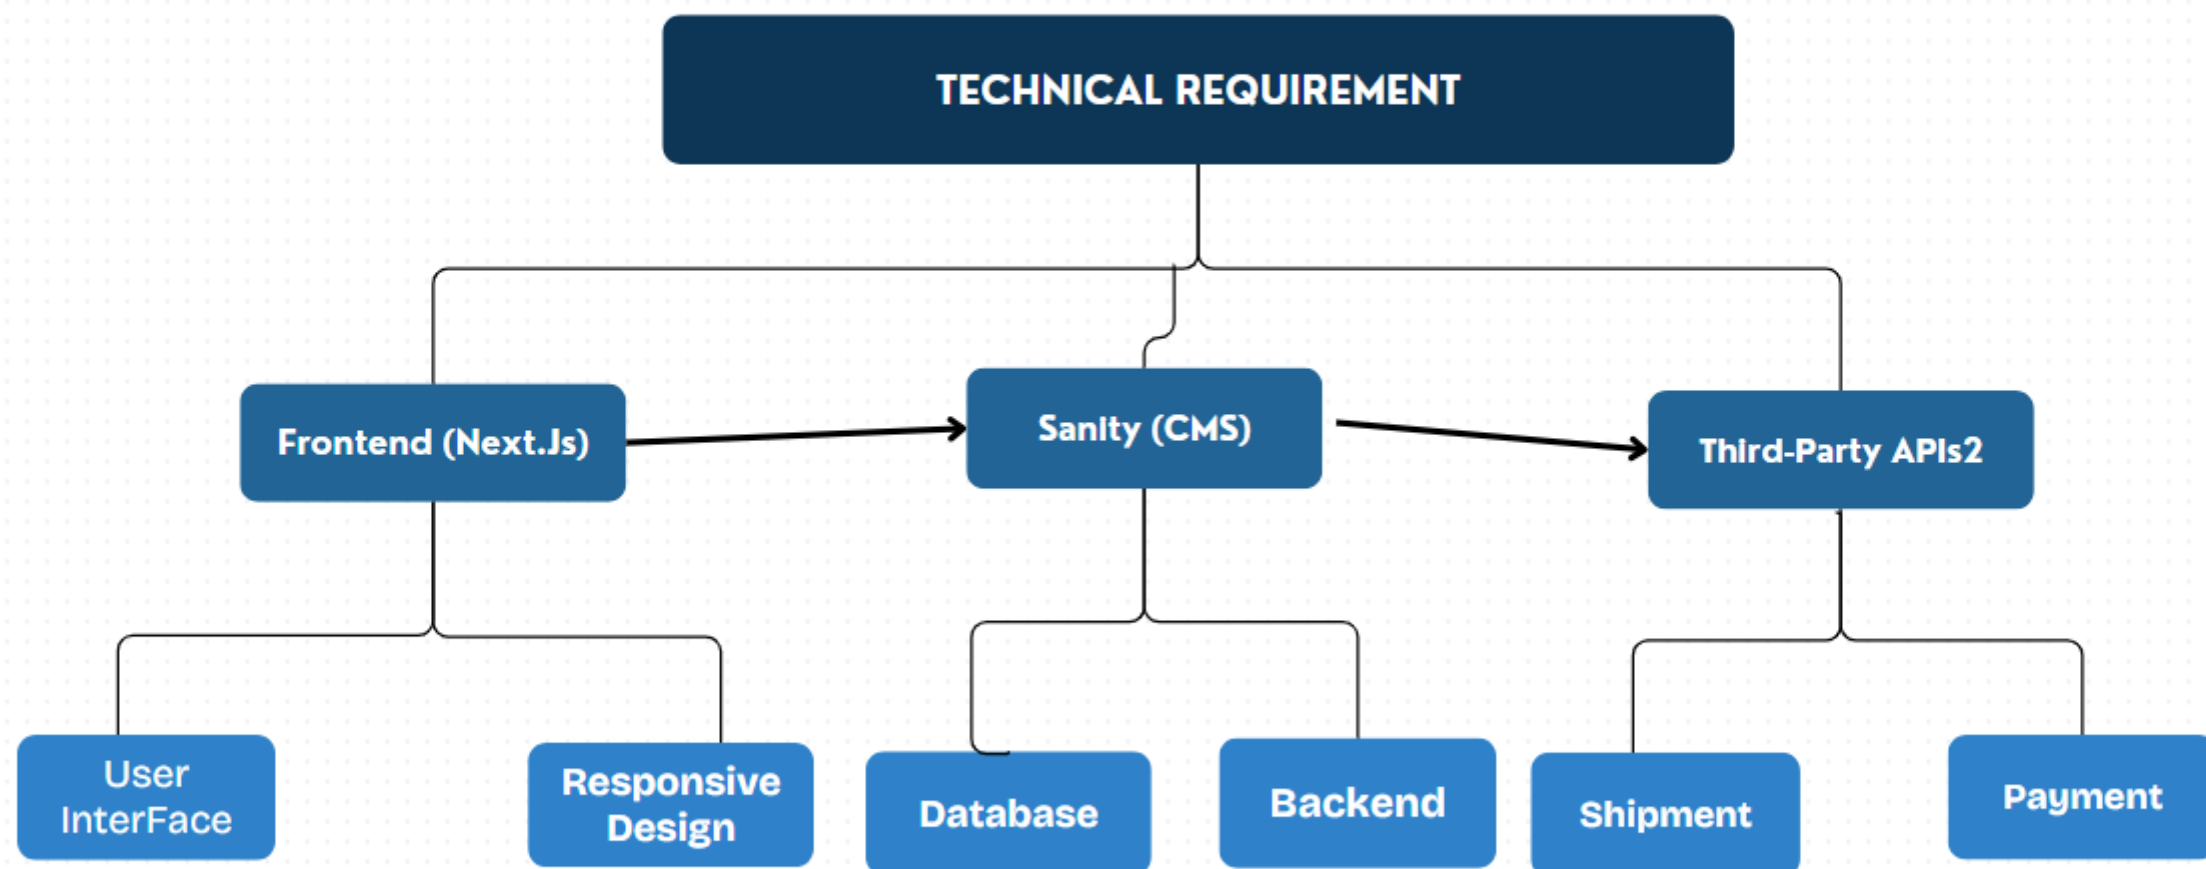 TECHNICAL REQUIREMENT
Frontend (Next.Js)
Sanity (CMS)
Third-Party APIs2
User
InterFace
Responsive
Design
Database
Backend
Shipment
Payment